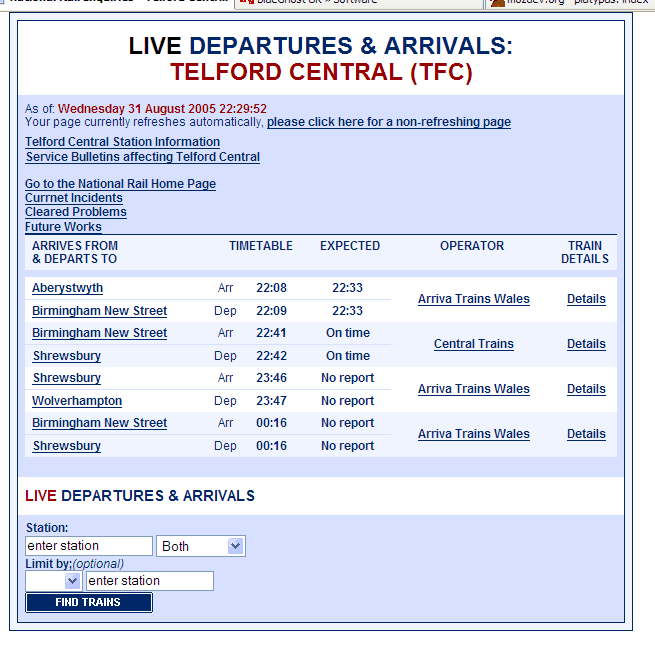 BlueGhost UK » Software
mozdev.org - platypus: index
LIVE DEPARTURES & ARRIVALS:
TELFORD CENTRAL (TFC)
As of: Wednesday 31 August 2005 22:29:52
Your page currently refreshes automatically, please click here for a non-refreshing page
Telford Central Station Information
Service Bulletins affecting Telford Central
Go to the National Rail Home Page
Currnet Incidents
Cleared Problems
Future Works
ARRIVES FROM & DEPARTS TO TIMETABLE EXPECTED OPERATOR TRAIN DETAILS
Aberystwyth Arr 22:08 22:33
Arriva Trains Wales Details
Birmingham New Street Dep 22:09 22:33
Birmingham New Street Arr 22:41 On time
Central Trains Details
Shrewsbury Dep 22:42 On time
Shrewsbury Arr 23:46 No report
Arriva Trains Wales Details
Wolverhampton Dep 23:47 No report
Birmingham New Street Arr 00:16 No report
Arriva Trains Wales Details
Shrewsbury Dep 00:16 No report
LIVE DEPARTURES & ARRIVALS
Station:
enter station Both
Limit by;(optional)
enter station
FIND TRAINS